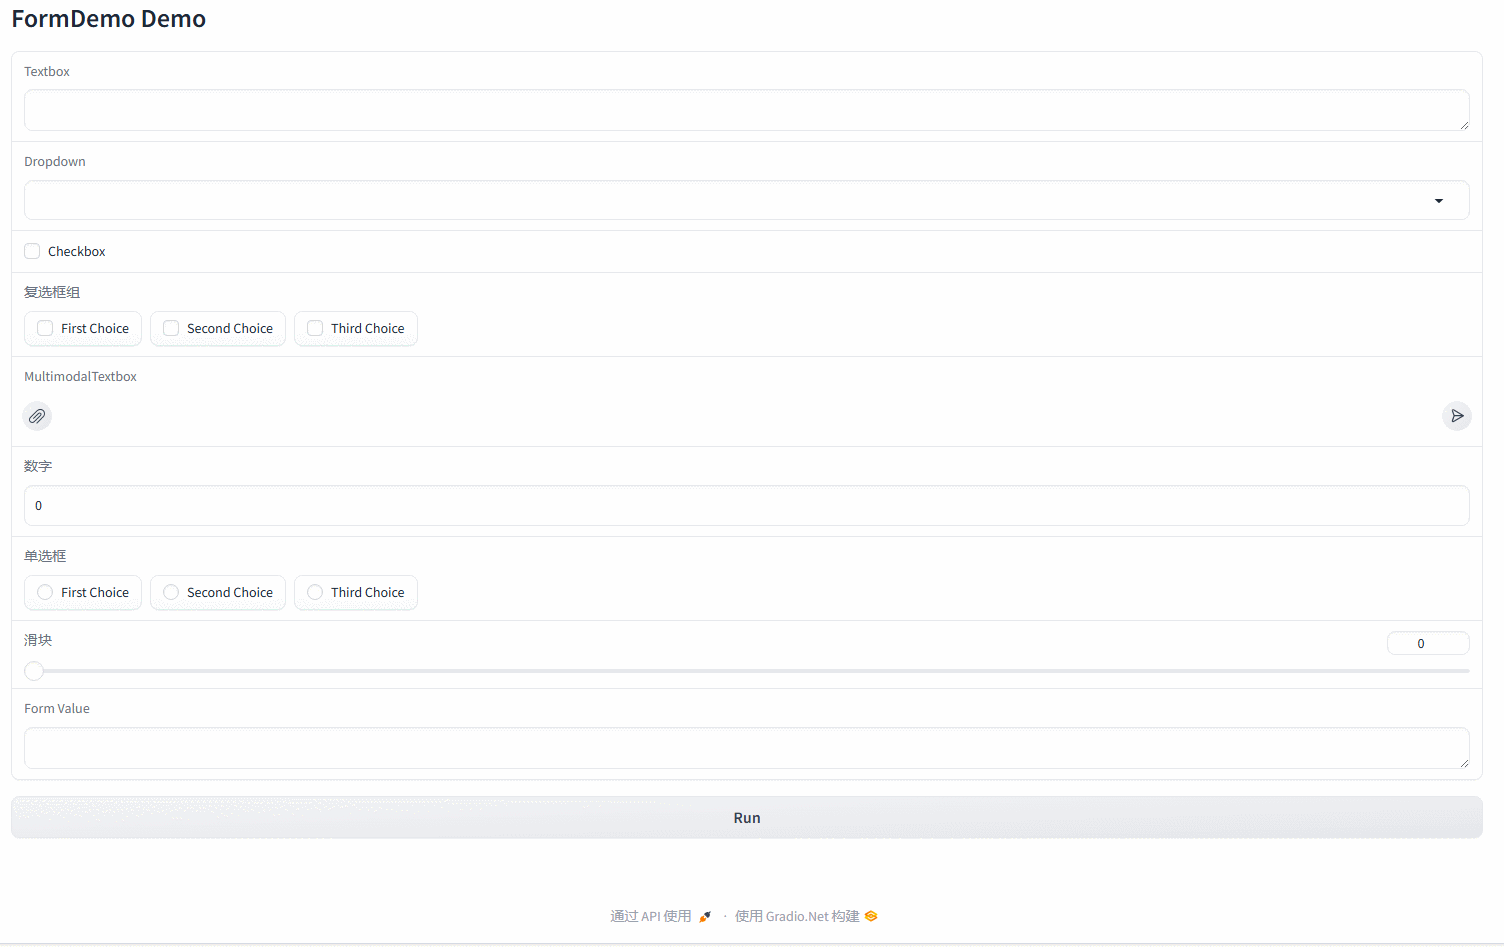 FormDemo Demo
Textbox
Dropdown
Checkbox
复选框组
First Choice Second Choice Third Choice
MultimodalTextbox
数字
0
单选框
First Choice Second Choice Third Choice
滑块 0
Form Value
Run
通过 API 使用 · 使用 Gradio.Net 构建